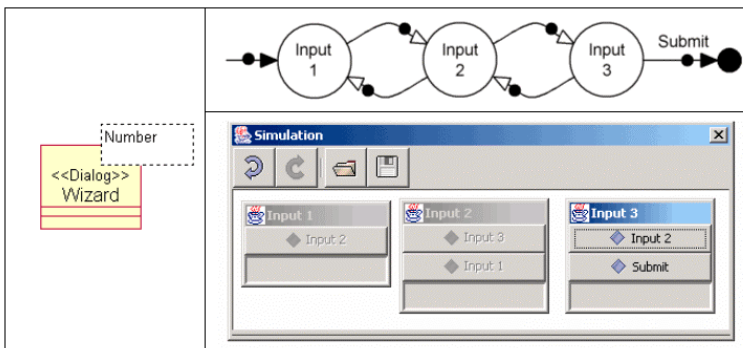 Number
<<Dialog>>
Wizard
Input
1
Input
2
Input
3
Submit
Simulation
Input 1
Input 2
Input 2
Input 3
Input 1
Input 3
Input 2
Submit